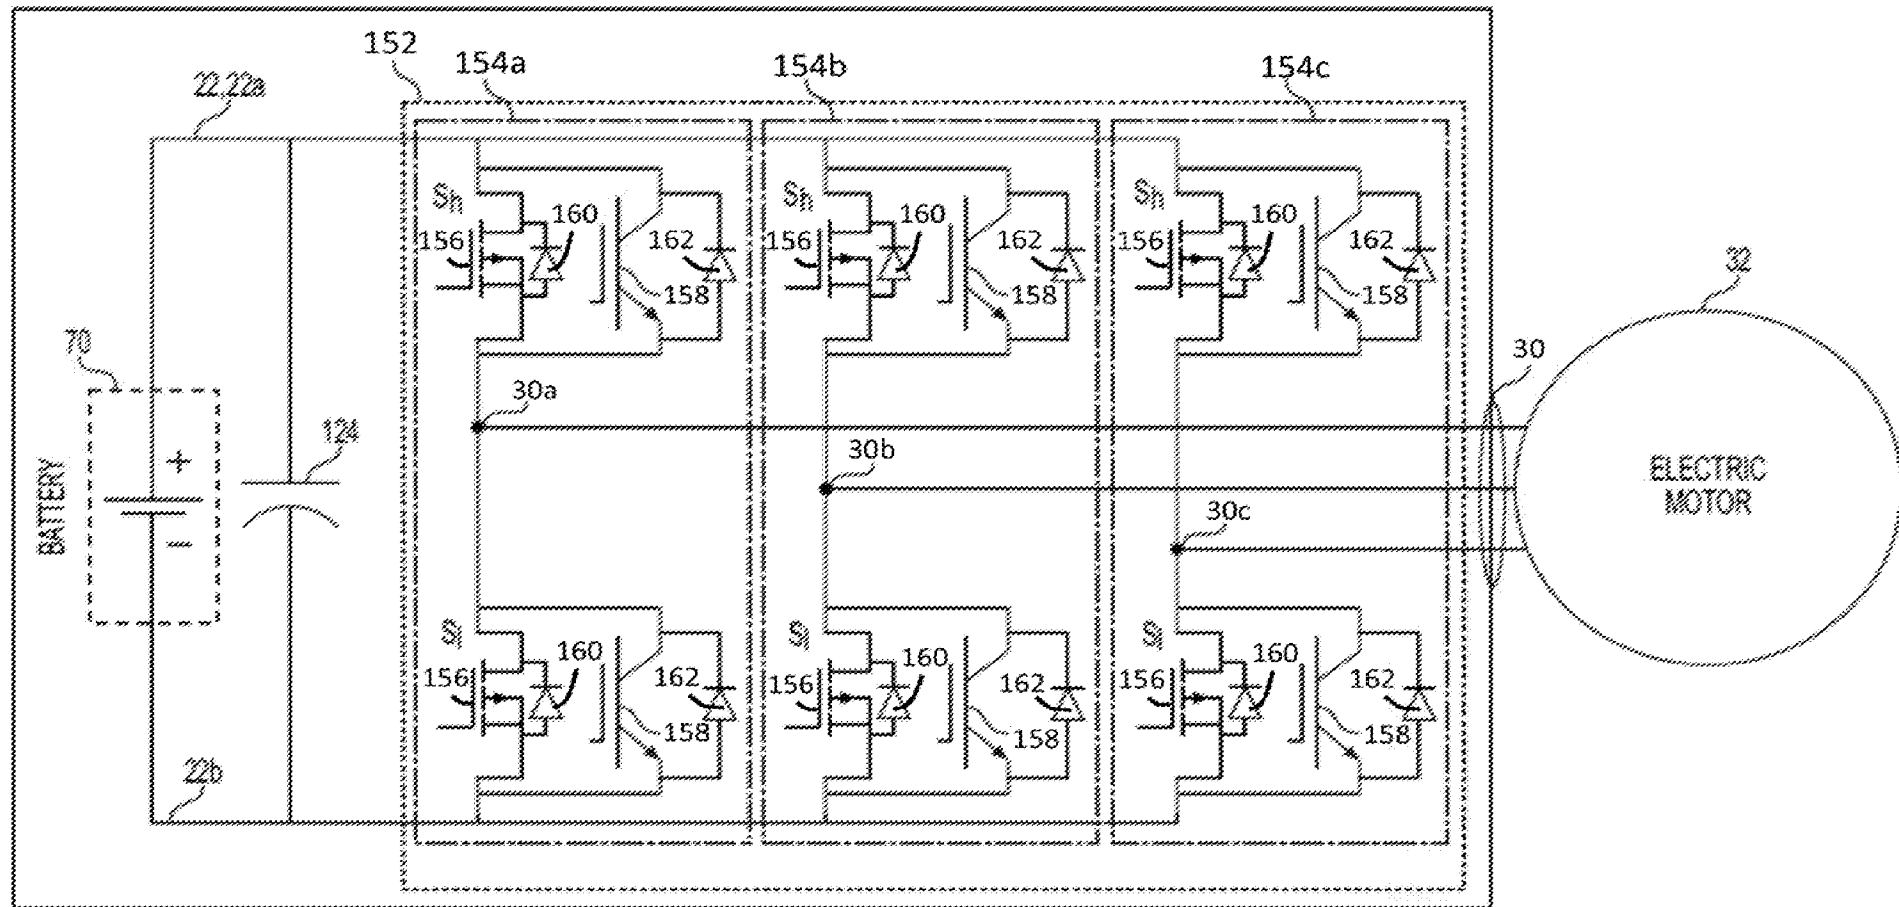 152
154a
154b
154c
22,22a
Sh
160
156
162
158
Sh
160
156
162
158
Sh
160
156
162
158
32
70
30
30a
BATTERY
+
−
124
30b
ELECTRIC
MOTOR
30c
Sl
160
156
162
158
Sl
160
156
162
158
Sl
160
156
162
158
22b